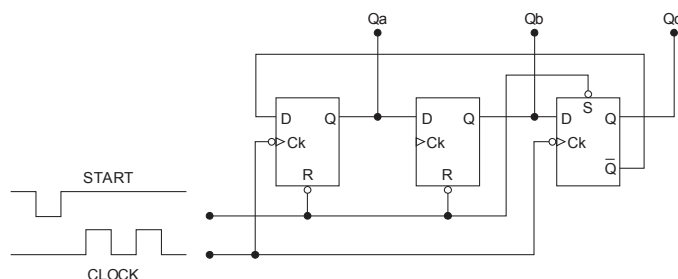 Qa Qb Qc
S
D Q D Q D Q
Ck Ck Ck
R R Q̅
START
CLOCK